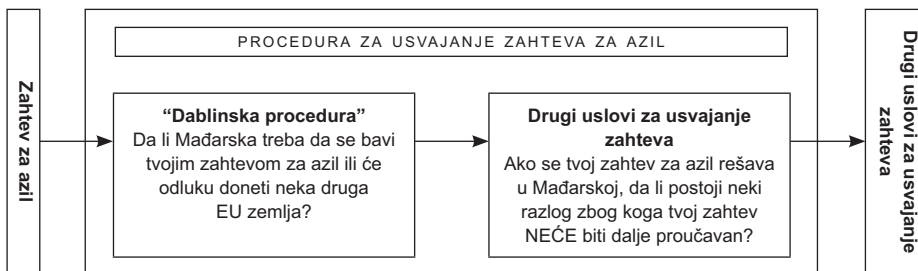 Zahtev za azil
PROCEDURA ZA USVAJANJE ZAHTEVA ZA AZIL
“Dablinska procedura”
Da li Mađarska treba da se bavi
tvojim zahtevom za azil ili će
odluku doneti neka druga
EU zemlja?
Drugi uslovi za usvajanje
zahteva
Ako se tvoj zahtev za azil rešava
u Mađarskoj, da li postoji neki
razlog zbog koga tvoj zahtev
NEĆE biti dalje proučavan?
Drugi uslovi za usvajanje
zahteva